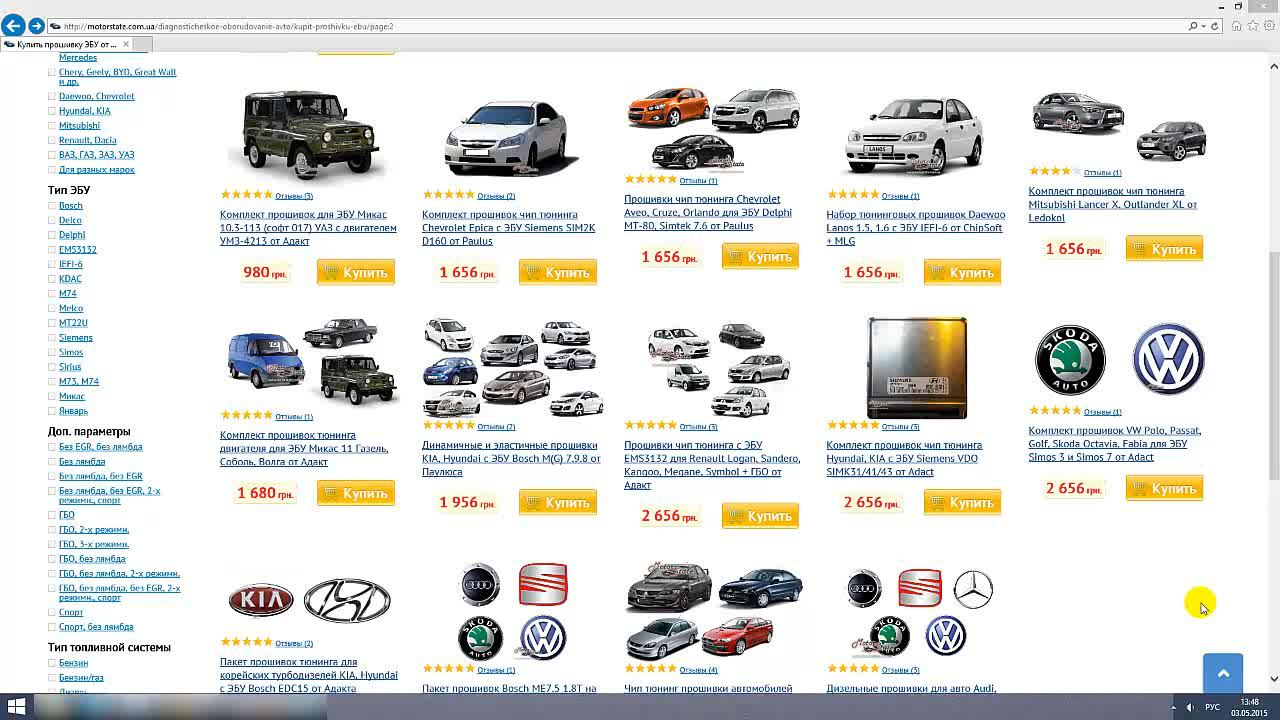 http://motorstate.com.ua/diagnosticheskoe-oborudovanie-avto/kupit-proshivku-ebu/page:2
Купить прошивку ЭБУ от ...
Mercedes
Chery, Geely, BYD, Great Wall
и др.
Daewoo, Chevrolet
Hyundai, KIA
Mitsubishi
Renault, Dacia
ВАЗ, ГАЗ, ЗАЗ, УАЗ
Для разных марок
Тип ЭБУ
Bosch
Delco
Delphi
EMS3132
IEFI-6
KDAC
M74
Melco
MT22U
Siemens
Simos
Sirius
М73, М74
Микас
Январь
Доп. параметры
Без EGR, без лямбда
Без лямбда
Без лямбда, без EGR
Без лямбда, без EGR, 2-х
режимн., спорт
ГБО
ГБО, 2-х режимн.
ГБО, 3-х режимн.
ГБО, без лямбда
ГБО, без лямбда, 2-х режимн.
ГБО, без лямбда, без EGR, 2-х
режимн., спорт
Спорт
Спорт, без лямбда
Тип топливной системы
Бензин
Бензин/газ
Дизель
Отзывы (3)
Комплект прошивок для ЭБУ Микас
10.3-113 (софт 017) УАЗ с двигателем
УМЗ-4213 от Адакт
980 грн.
Купить
Отзывы (2)
Комплект прошивок чип тюнинга
Chevrolet Epica с ЭБУ Siemens SIM2K
D160 от Paulus
1 656 грн.
Купить
Отзывы (1)
Прошивки чип тюнинга Chevrolet
Aveo, Cruze, Orlando для ЭБУ Delphi
MT-80, Simtek 7.6 от Paulus
1 656 грн.
Купить
LANOS
Отзывы (1)
Набор тюнинговых прошивок Daewoo
Lanos 1.5, 1.6 с ЭБУ IEFI-6 от ChipSoft
+ MLG
1 656 грн.
Купить
Отзывы (1)
Комплект прошивок чип тюнинга
Mitsubishi Lancer X, Outlander XL от
Ledokol
1 656 грн.
Купить
Отзывы (1)
Комплект прошивок тюнинга
двигателя для ЭБУ Микас 11 Газель,
Соболь, Волга от Адакт
1 680 грн.
Купить
Отзывы (2)
Динамичные и эластичные прошивки
KIA, Hyundai с ЭБУ Bosch M(G) 7.9.8 от
Паулюса
1 956 грн.
Купить
Отзывы (3)
Прошивки чип тюнинга с ЭБУ
EMS3132 для Renault Logan, Sandero,
Kangoo, Megane, Symbol + ГБО от
Адакт
2 656 грн.
Купить
SIEMENS
Отзывы (3)
Комплект прошивок чип тюнинга
Hyundai, KIA с ЭБУ Siemens VDO
SIMK31/41/43 от Adact
2 656 грн.
Купить
SKODA
AUTO
Отзывы (1)
Комплект прошивок VW Polo, Passat,
Golf, Skoda Octavia, Fabia для ЭБУ
Simos 3 и Simos 7 от Adact
2 656 грн.
Купить
KIA
Отзывы (2)
Пакет прошивок тюнинга для
корейских турбодизелей KIA, Hyundai
с ЭБУ Bosch EDC15 от Адакта
SKODA
AUTO
Отзывы (1)
Пакет прошивок Bosch ME7.5 1.8T на
Отзывы (4)
Чип тюнинг прошивки автомобилей
SKODA
AUTO
Отзывы (3)
Дизельные прошивки для авто Audi,
РУС
13:48
03.05.2015